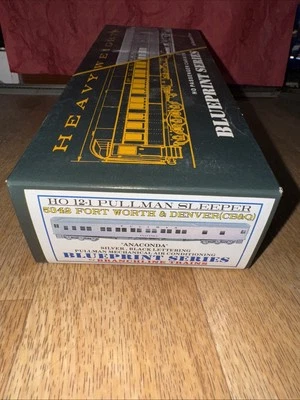 HEAVYWEIGHT
BLUEPRINT SERIES
HO 12-1 PULLMAN SLEEPER
5342 FORT WORTH & DENVER(CB&Q)
'ANACONDA'
SILVER, BLACK LETTERING
PULLMAN MECHANICAL AIR CONDITIONING
BLUEPRINT SERIES
BRANCHLINE TRAINS